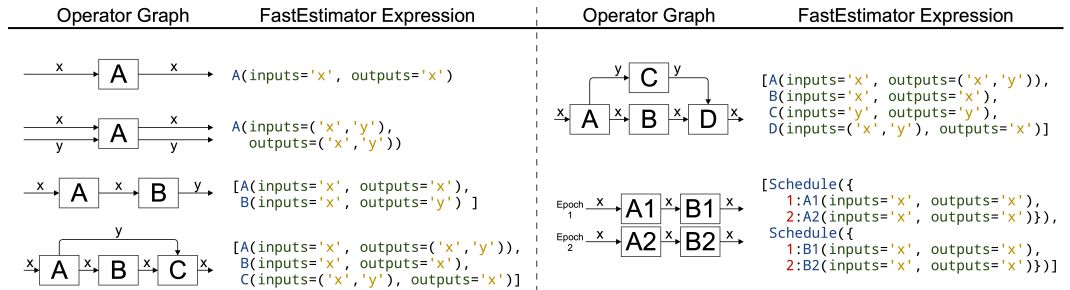 Operator Graph FastEstimator Expression
x A x A(inputs='x', outputs='x')
x x
y A y
A(inputs=('x','y'),
outputs=('x','y'))
x A x B y
[A(inputs='x', outputs='x'),
B(inputs='x', outputs='y') ]
y
x A x B x C x
[A(inputs='x', outputs=('x','y')),
B(inputs='x', outputs='x'),
C(inputs=('x','y'), outputs='x')]
Operator Graph FastEstimator Expression
y C y
x A x B x D x
[A(inputs='x', outputs=('x','y')),
B(inputs='x', outputs='x'),
C(inputs='y', outputs='y'),
D(inputs=('x','y'), outputs='x')]
Epoch
1
x A1 x B1 x
Epoch
2
x A2 x B2 x
[Schedule({
1:A1(inputs='x', outputs='x'),
2:A2(inputs='x', outputs='x')}),
Schedule({
1:B1(inputs='x', outputs='x'),
2:B2(inputs='x', outputs='x')})]